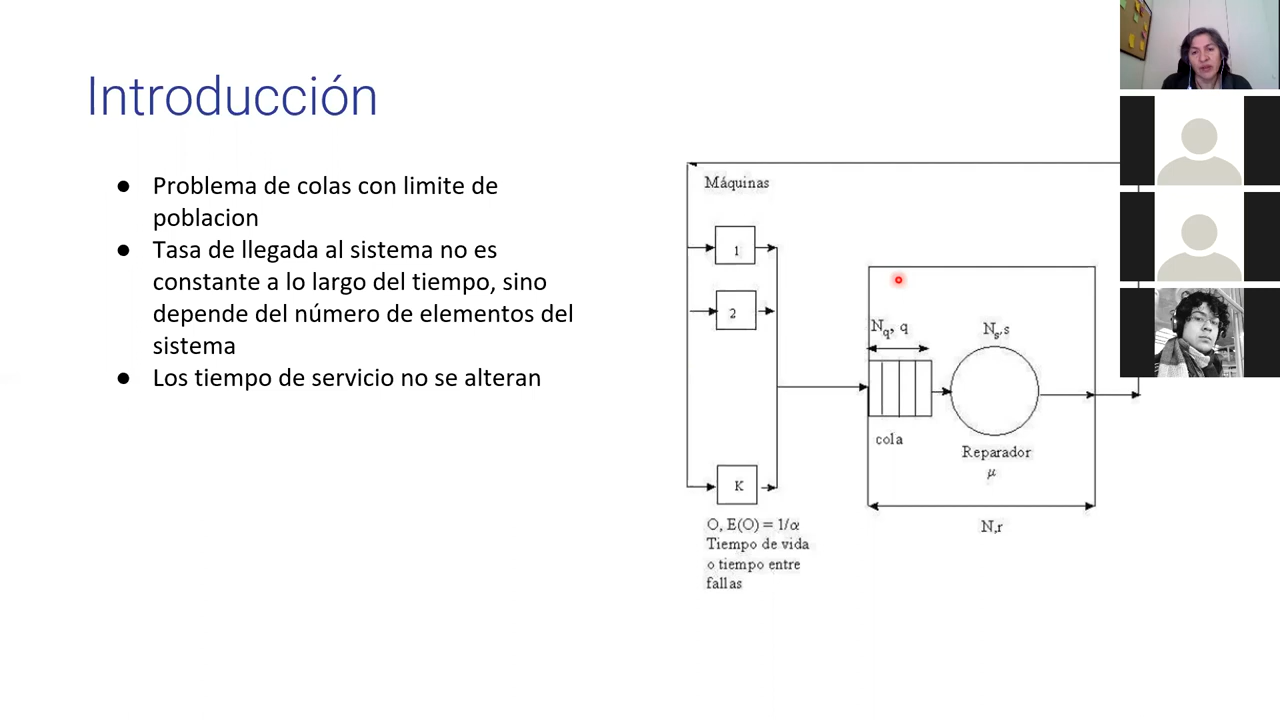 Introducción
● Problema de colas con limite de
poblacion
● Tasa de llegada al sistema no es
constante a lo largo del tiempo, sino
depende del número de elementos del
sistema
● Los tiempo de servicio no se alteran
Máquinas
1
2
K
O, E(O) = 1/α
Tiempo de vida
o tiempo entre
fallas
Nq, q
cola
Ns,s
Reparador
μ
N,r